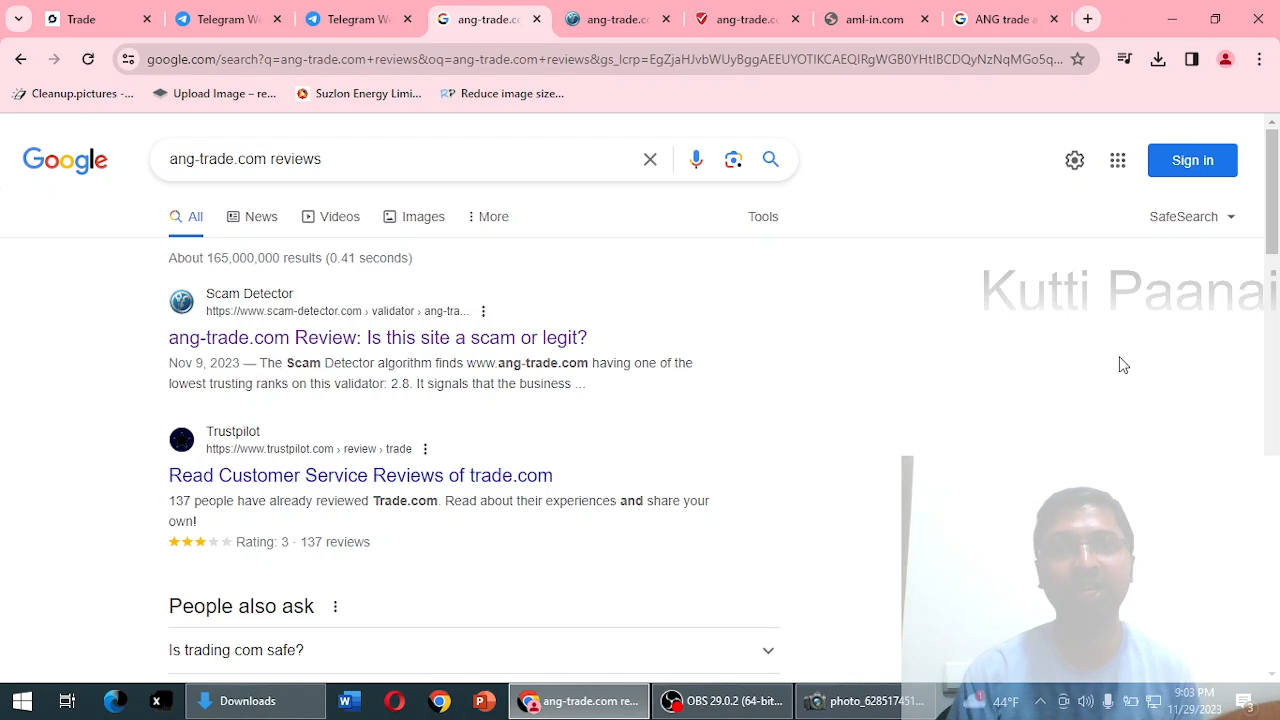 Trade
Telegram We
Telegram We
ang-trade.co
ang-trade.co
ang-trade.co
aml-in.com
ANG trade a
google.com/search?q=ang-trade.com+reviews&oq=ang-trade.com+reviews&gs_lcrp=EgZjaHJvbWUyBggAEEUYOTIKCAEQIRgWGB0YHtIBCDQyNzNqMGo5q...
Cleanup.pictures -...
Upload Image – re...
Suzlon Energy Limi...
Reduce image size...
Google
ang-trade.com reviews
Sign in
All
News
Videos
Images
More
Tools
SafeSearch
About 165,000,000 results (0.41 seconds)
Kutti Paanai
Scam Detector
https://www.scam-detector.com › validator › ang-tra...
ang-trade.com Review: Is this site a scam or legit?
Nov 9, 2023 — The Scam Detector algorithm finds www.ang-trade.com having one of the
lowest trusting ranks on this validator: 2.8. It signals that the business ...
Trustpilot
https://www.trustpilot.com › review › trade
Read Customer Service Reviews of trade.com
137 people have already reviewed Trade.com. Read about their experiences and share your
own!
Rating: 3 · 137 reviews
People also ask
Is trading com safe?
Downloads
ang-trade.com re...
OBS 29.0.2 (64-bit...
photo_628517451...
44°F
9:03 PM
11/29/2023
3